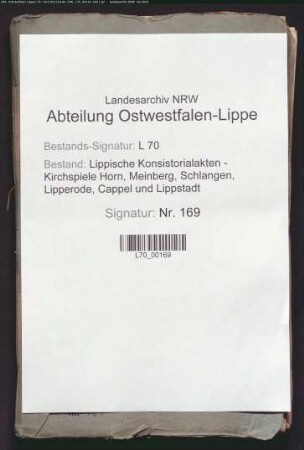 Landesarchiv NRW
Abteilung Ostwestfalen-Lippe
Bestands-Signatur: L 70
Bestand: Lippische Konsistorialakten -
Kirchspiele Horn, Meinberg, Schlangen,
Lipperode, Cappel und Lippstadt
Signatur: Nr. 169
L70_00169